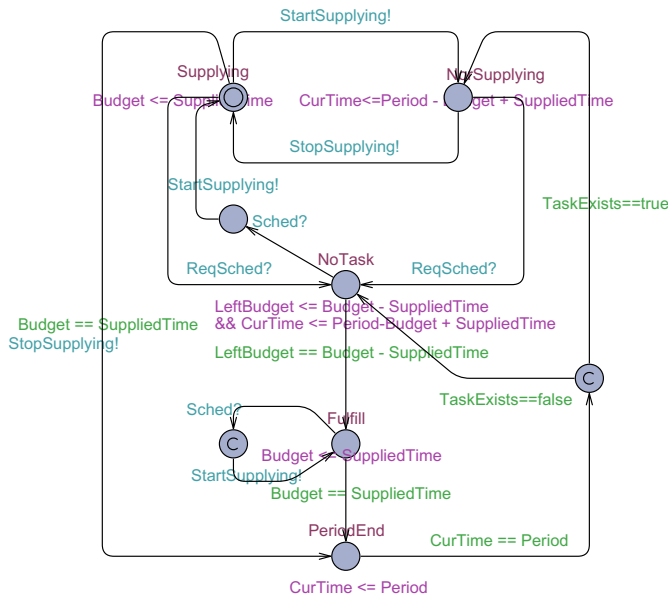 StartSupplying!
Supplying
NotSupplying
Budget <= SuppliedTime
CurTime<=Period - Budget + SuppliedTime
StopSupplying!
StartSupplying!
TaskExists==true
Sched?
NoTask
ReqSched?
ReqSched?
LeftBudget <= Budget - SuppliedTime
&& CurTime <= Period-Budget + SuppliedTime
Budget == SuppliedTime
StopSupplying!
LeftBudget == Budget - SuppliedTime
TaskExists==false
Sched?
Fulfill
C
C
Budget <= SuppliedTime
StartSupplying!
Budget == SuppliedTime
PeriodEnd
CurTime == Period
CurTime <= Period